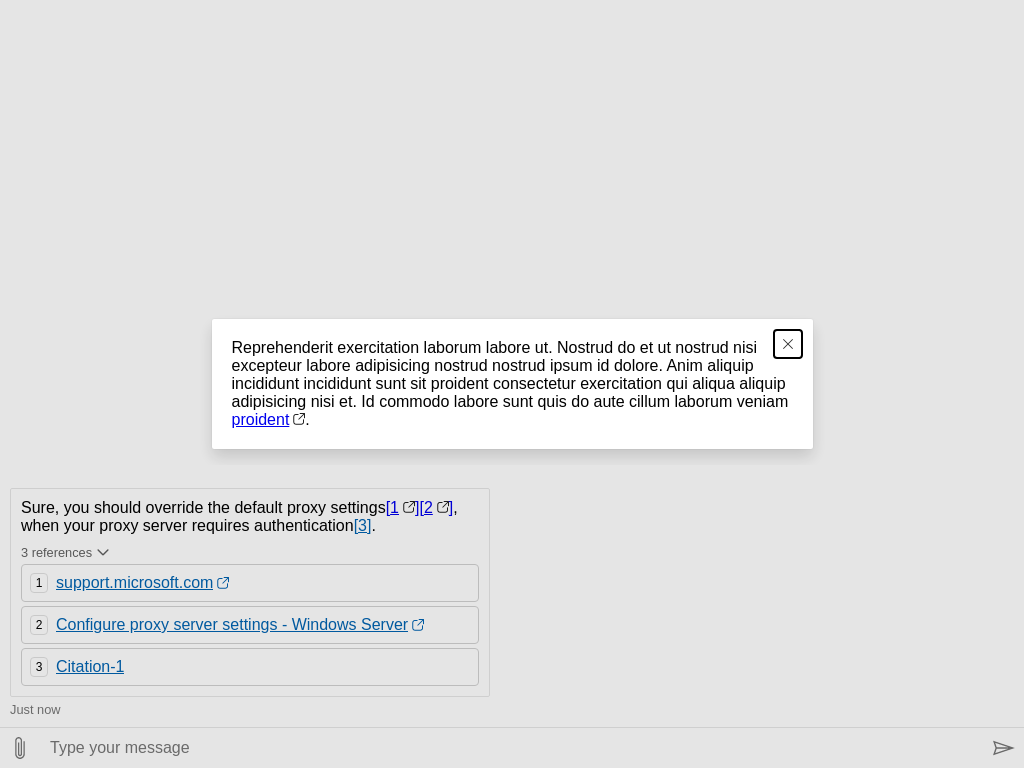 Reprehenderit exercitation laborum labore ut. Nostrud do et ut nostrud nisi
excepteur labore adipisicing nostrud nostrud ipsum id dolore. Anim aliquip
incididunt incididunt sunt sit proident consectetur exercitation qui aliqua aliquip
adipisicing nisi et. Id commodo labore sunt quis do aute cillum laborum veniam
proident.
Sure, you should override the default proxy settings[1][2],
when your proxy server requires authentication[3].
3 references
1 support.microsoft.com
2 Configure proxy server settings - Windows Server
3 Citation-1
Just now
Type your message